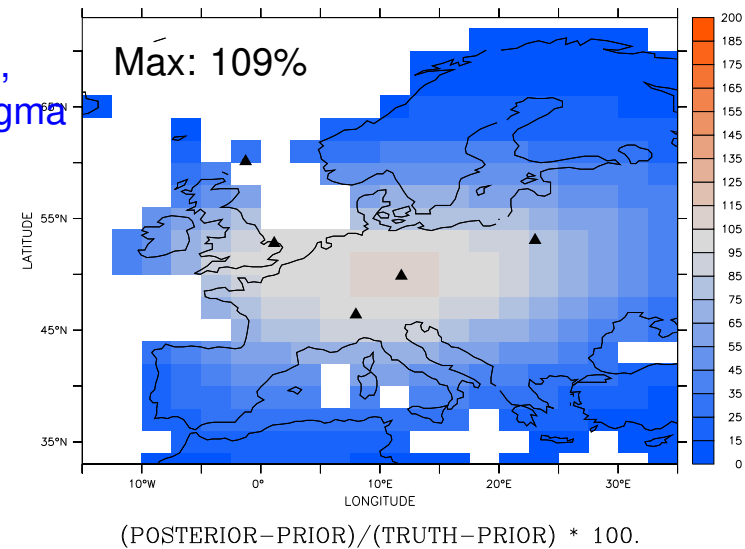 Max: 109%
,
gma
65°N
55°N
45°N
35°N
LATITUDE
10°W
0°
10°E
20°E
30°E
LONGITUDE
200
185
175
165
155
145
135
125
115
105
95
85
75
65
55
45
35
25
15
0
(POSTERIOR−PRIOR)/(TRUTH−PRIOR) * 100.